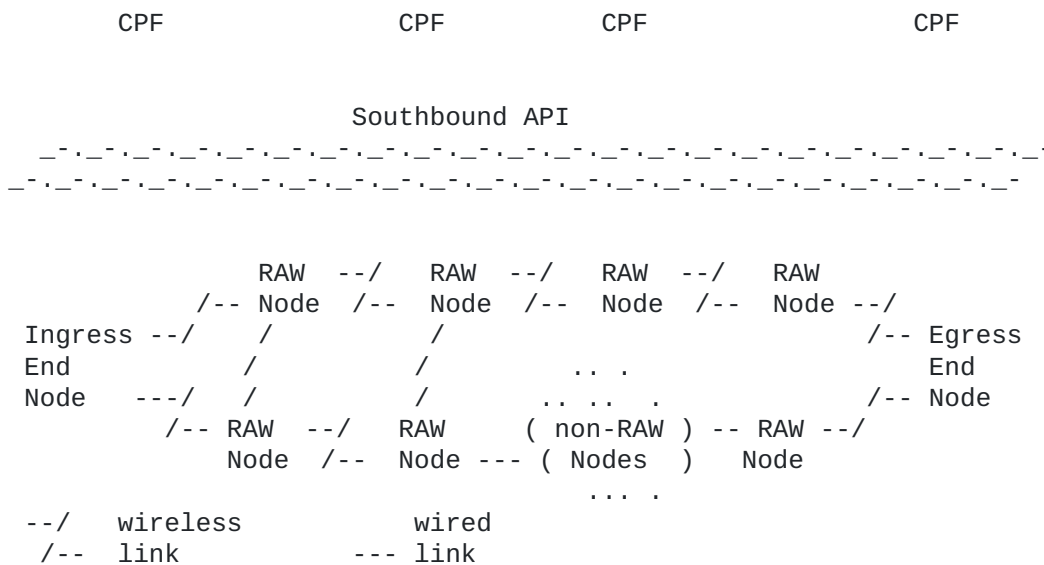 CPF CPF CPF CPF
Southbound API
_-._-._-._-._-._-._-._-._-._-._-._-._-._-._-._-._-._-._-._-._-._-
_-._-._-._-._-._-._-._-._-._-._-._-._-._-._-._-._-._-._-._-._-._-
RAW --/ RAW --/ RAW --/ RAW
/-- Node /-- Node /-- Node /-- Node --/
Ingress --/ / / /-- Egress
End / / .. . End
Node ---/ / / .. .. . /-- Node
/-- RAW --/ RAW ( non-RAW ) -- RAW --/
Node /-- Node --- ( Nodes ) Node
... .
--/ wireless wired
/-- link --- link